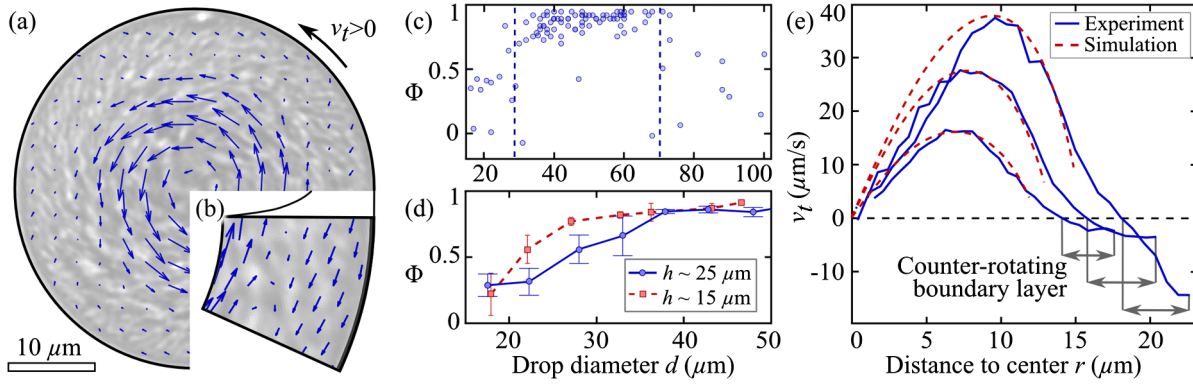 (a)
v_t>0
(b)
10 μm
(c)
1
0.5
0
Φ
20
40
60
80
100
(d)
1
0.5
0
Φ
h ~ 25 μm
h ~ 15 μm
20
30
40
50
Drop diameter d (μm)
(e)
Experiment
Simulation
40
30
20
10
0
-10
v_t (μm/s)
Counter-rotating
boundary layer
0
5
10
15
20
Distance to center r (μm)